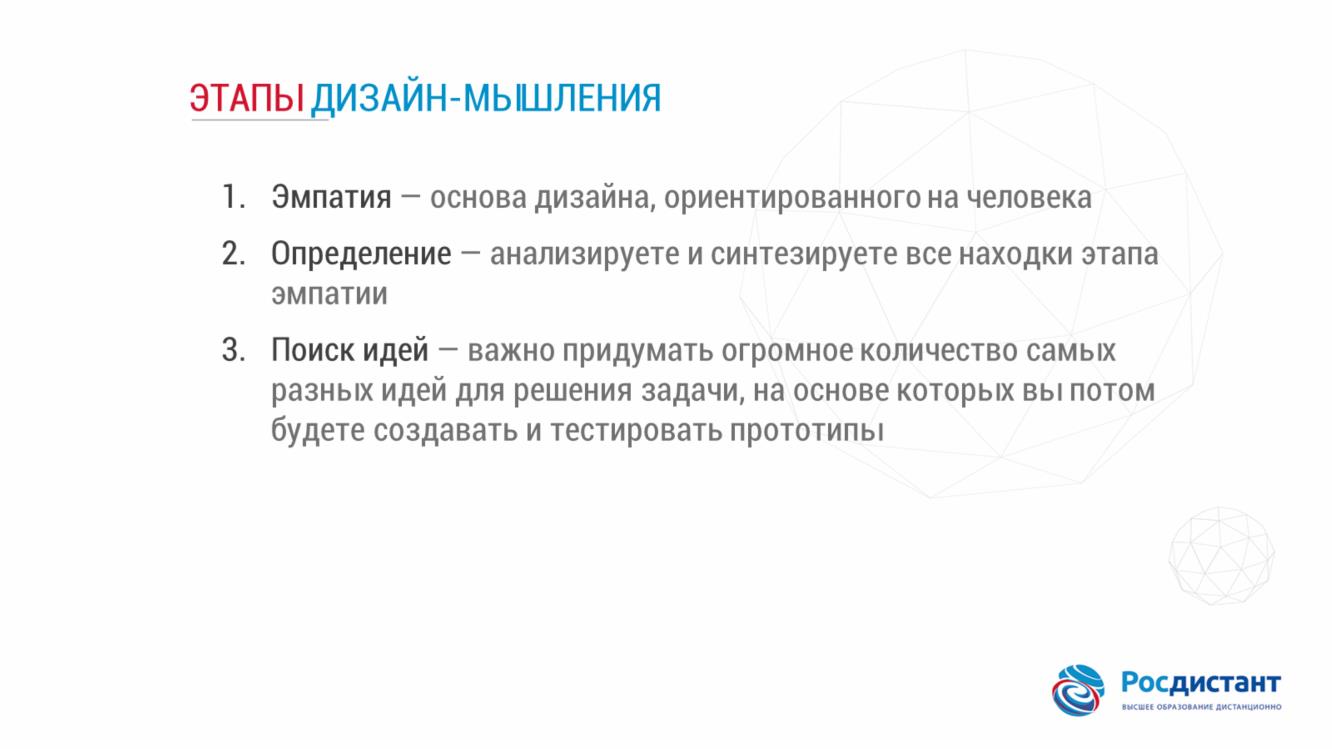 ЭТАПЫ ДИЗАЙН-МЫШЛЕНИЯ
1. Эмпатия — основа дизайна, ориентированного на человека
2. Определение — анализируете и синтезируете все находки этапа
эмпатии
3. Поиск идей — важно придумать огромное количество самых
разных идей для решения задачи, на основе которых вы потом
будете создавать и тестировать прототипы
Росдистант
ВЫСШЕЕ ОБРАЗОВАНИЕ ДИСТАНЦИОННО